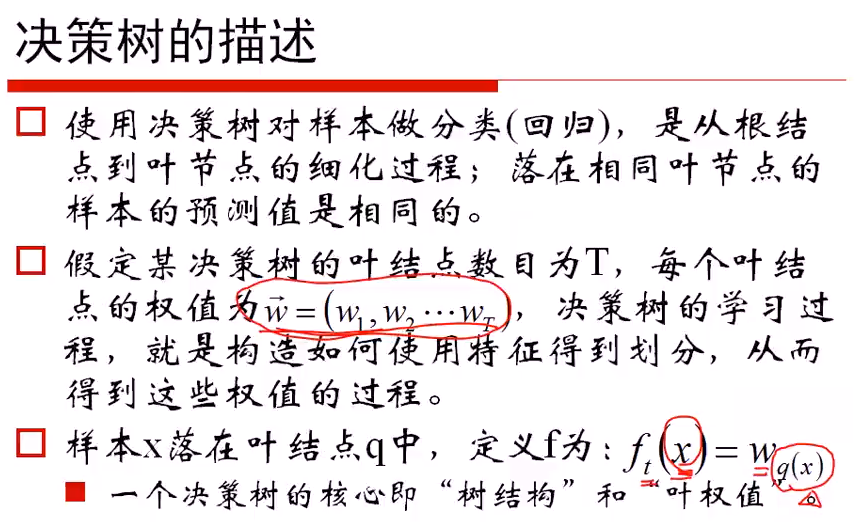 决策树的描述
使用决策树对样本做分类(回归)，是从根结
点到叶节点的细化过程；落在相同叶节点的
样本的预测值是相同的。
假定某决策树的叶结点数目为T，每个叶结
点的权值为w⃗ = (w₁, w₂ ⋯ w_T)，决策树的学习过
程，就是构造如何使用特征得到划分，从而
得到这些权值的过程。
样本x落在叶结点q中，定义f为：f_t(x) = w_q(x)
一个决策树的核心即“树结构”和“叶权值”。